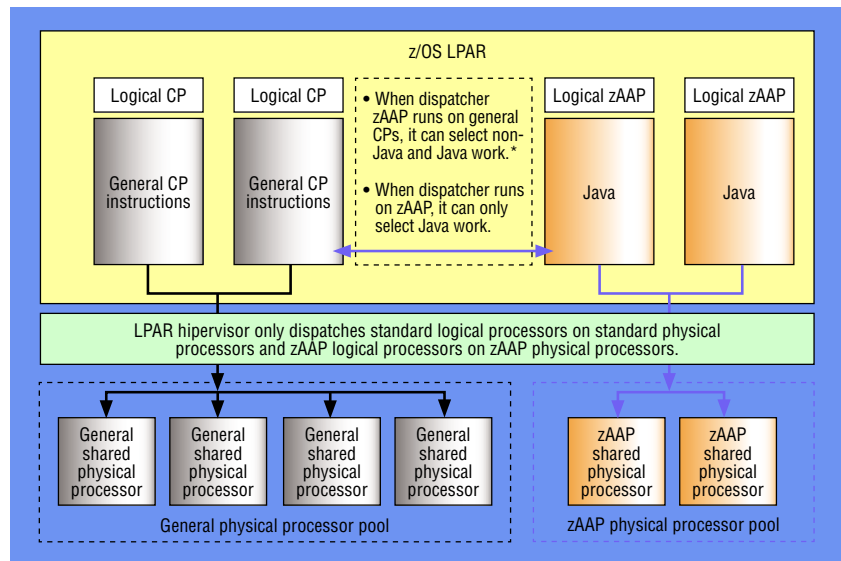 z/OS LPAR
Logical CP
Logical CP
Logical zAAP
Logical zAAP
General CP
instructions
General CP
instructions
• When dispatcher
zAAP runs on general
CPs, it can select non-
Java and Java work.*
• When dispatcher runs
on zAAP, it can only
select Java work.
Java
Java
LPAR hipervisor only dispatches standard logical processors on standard physical
processors and zAAP logical processors on zAAP physical processors.
General
shared
physical
processor
General
shared
physical
processor
General
shared
physical
processor
General
shared
physical
processor
zAAP
shared
physical
processor
zAAP
shared
physical
processor
General physical processor pool
zAAP physical processor pool